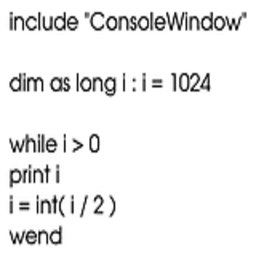 include "ConsoleWindow"
dim as long i : i = 1024
while i > 0
print i
i = int( i / 2 )
wend